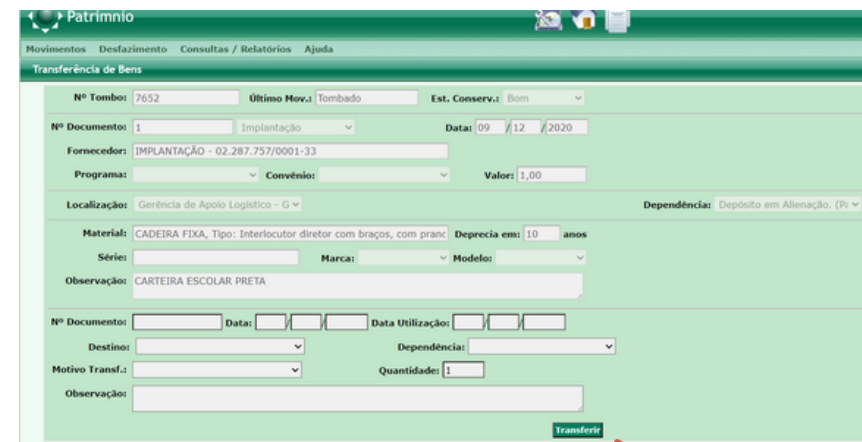 Patrimnio
Movimentos Desfazimento Consultas / Relatórios Ajuda
Transferência de Bens
Nº Tombo: 7652 Último Mov.: Tombado Est. Conserv.: Bom
Nº Documento: 1 Implantação Data: 09 / 12 / 2020
Fornecedor: IMPLANTAÇÃO - 02.287.757/0001-33
Programa: Convênio: Valor: 1,00
Localização: Gerência de Apoio Logístico - G Dependência: Depósito em Alienação. (Pa
Material: CADEIRA FIXA, Tipo: Interlocutor diretor com braços, com pranc Deprecia em: 10 anos
Série: Marca: Modelo:
Observação: CARTEIRA ESCOLAR PRETA
Nº Documento: Data: / / Data Utilização: / /
Destino: Dependência:
Motivo Transf.: Quantidade: 1
Observação:
Transferir